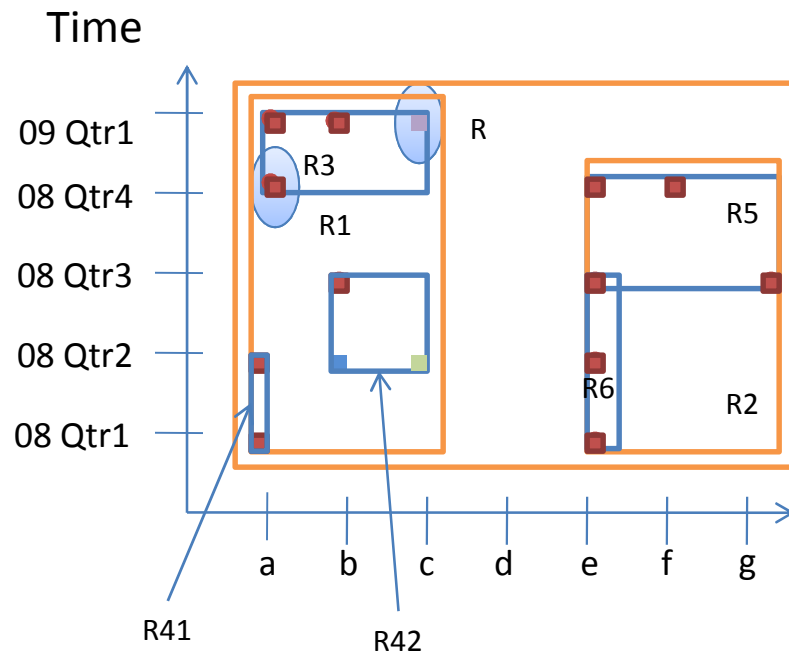 Time
09 Qtr1
R
R3
08 Qtr4
R5
R1
08 Qtr3
08 Qtr2
R6
R2
08 Qtr1
a b c d e f g
R41
R42